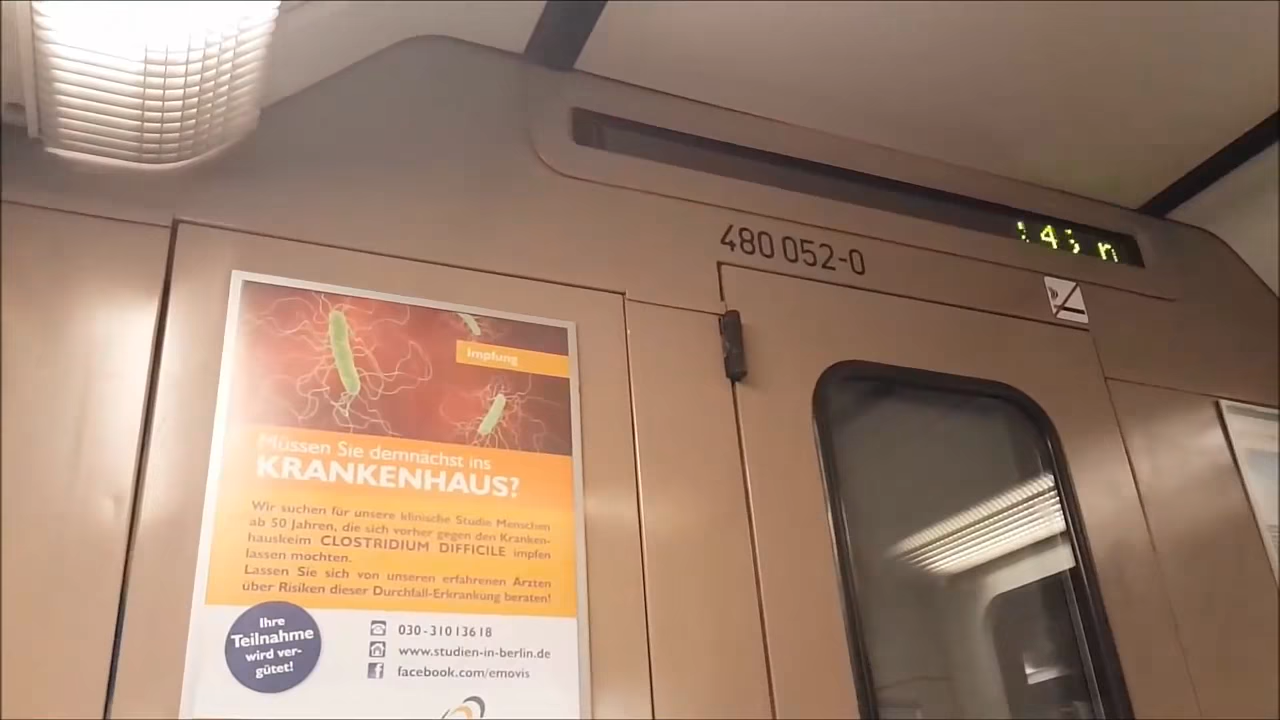 480 052-0
Impfung
Müssen Sie demnächst ins
KRANKENHAUS?
Wir suchen für unsere klinische Studie Menschen
ab 50 Jahren, die sich vorher gegen den Kranken-
hauskeim CLOSTRIDIUM DIFFICILE impfen
lassen möchten.
Lassen Sie sich von unseren erfahrenen Ärzten
über Risiken dieser Durchfall-Erkrankung beraten!
Ihre
Teilnahme
wird ver-
gütet!
030-31013618
www.studien-in-berlin.de
facebook.com/emovis